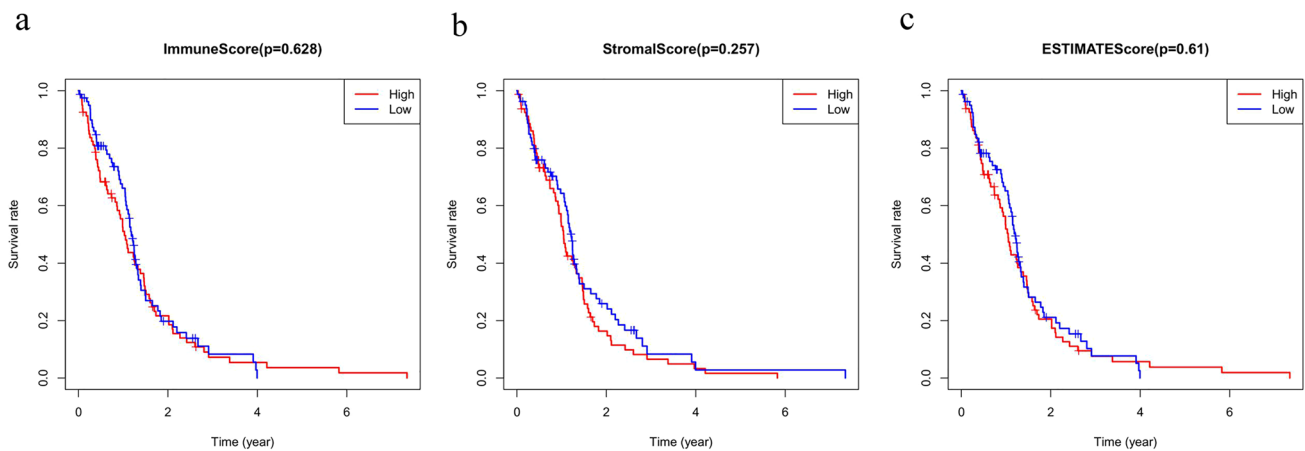 a
ImmuneScore(p=0.628)
High
Low
1.0
0.8
0.6
0.4
0.2
0.0
Survival rate
0
2
4
6
Time (year)
b
StromalScore(p=0.257)
High
Low
1.0
0.8
0.6
0.4
0.2
0.0
Survival rate
0
2
4
6
Time (year)
c
ESTIMATEScore(p=0.61)
High
Low
1.0
0.8
0.6
0.4
0.2
0.0
Survival rate
0
2
4
6
Time (year)